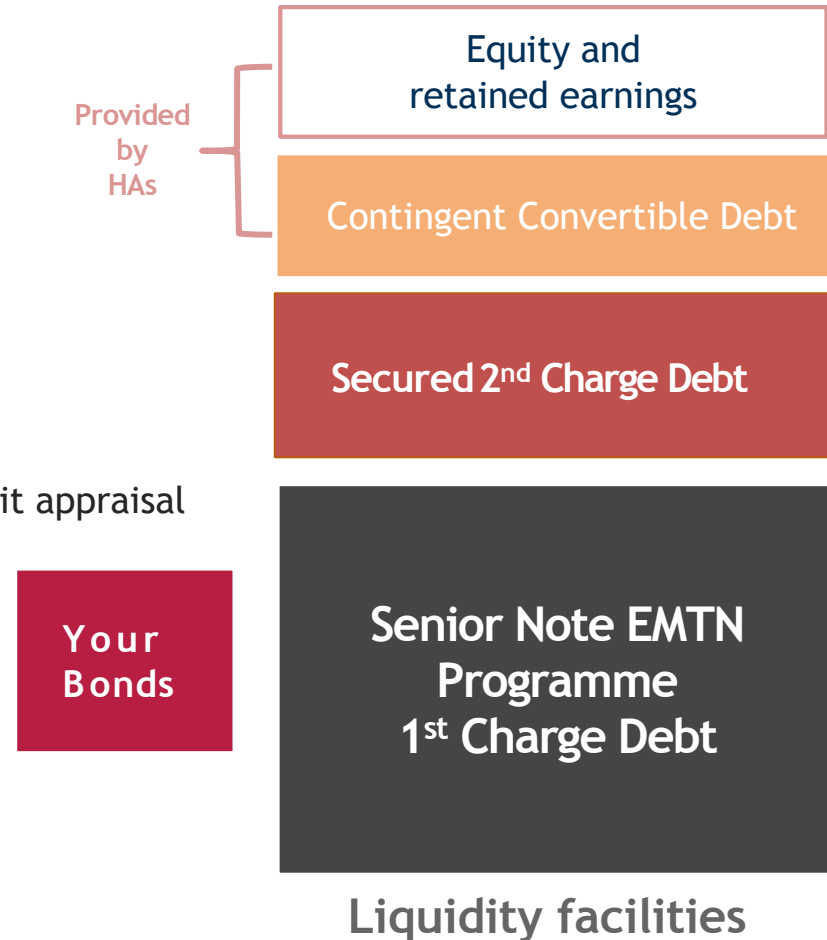 Equity and
retained earnings
Provided
by
HAs
Contingent Convertible Debt
Secured 2nd Charge Debt
it appraisal
Your
Bonds
Senior Note EMTN
Programme
1st Charge Debt
Liquidity facilities